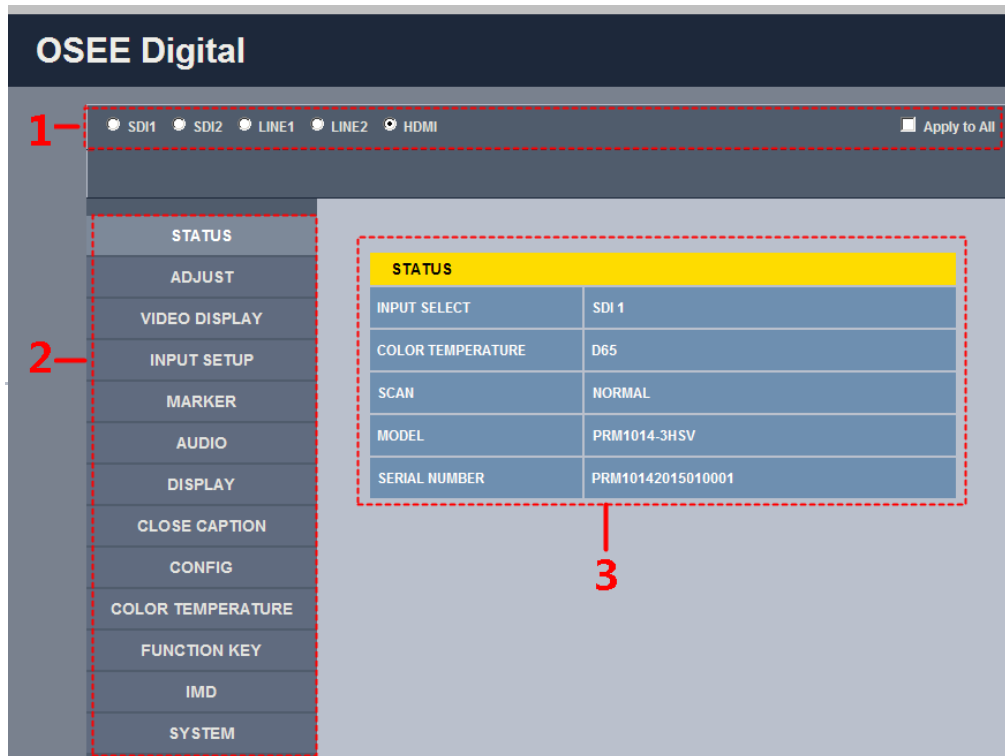 OSEE Digital
1 SDI1 SDI2 LINE1 LINE2 HDMI Apply to All
2
STATUS
ADJUST
VIDEO DISPLAY
INPUT SETUP
MARKER
AUDIO
DISPLAY
CLOSE CAPTION
CONFIG
COLOR TEMPERATURE
FUNCTION KEY
IMD
SYSTEM
STATUS
INPUT SELECT SDI 1
COLOR TEMPERATURE D65
SCAN NORMAL
MODEL PRM1014-3HSV
SERIAL NUMBER PRM10142015010001
3